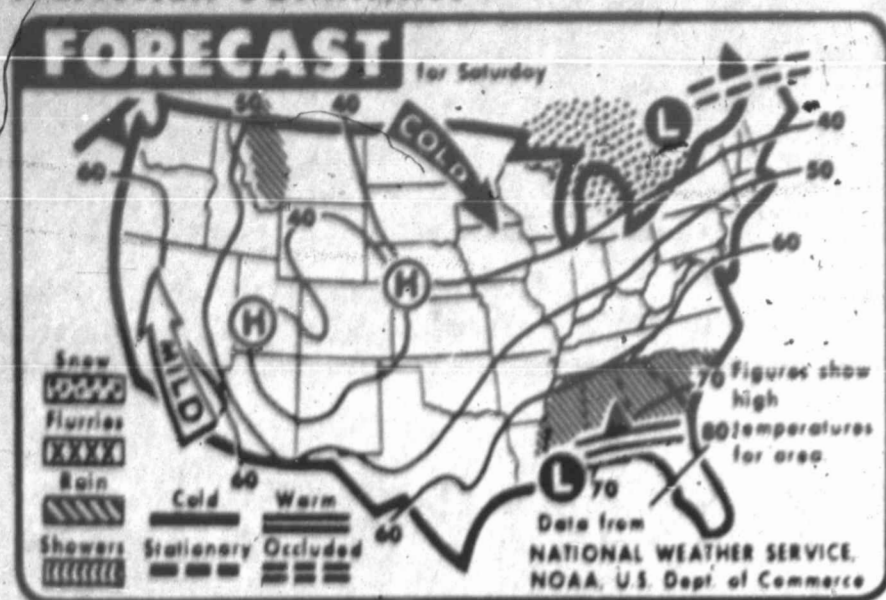 FORECAST
for Saturday
50
40
COLD
L
40
60
50
40
60
H
H
MILD
Snow
Flurries
Rain
Showers
60
Cold
Warm
Stationary
Occluded
60
L
70
70
80
Figures show
high
temperatures
for area
Data from
NATIONAL WEATHER SERVICE,
NOAA, U.S. Dept. of Commerce